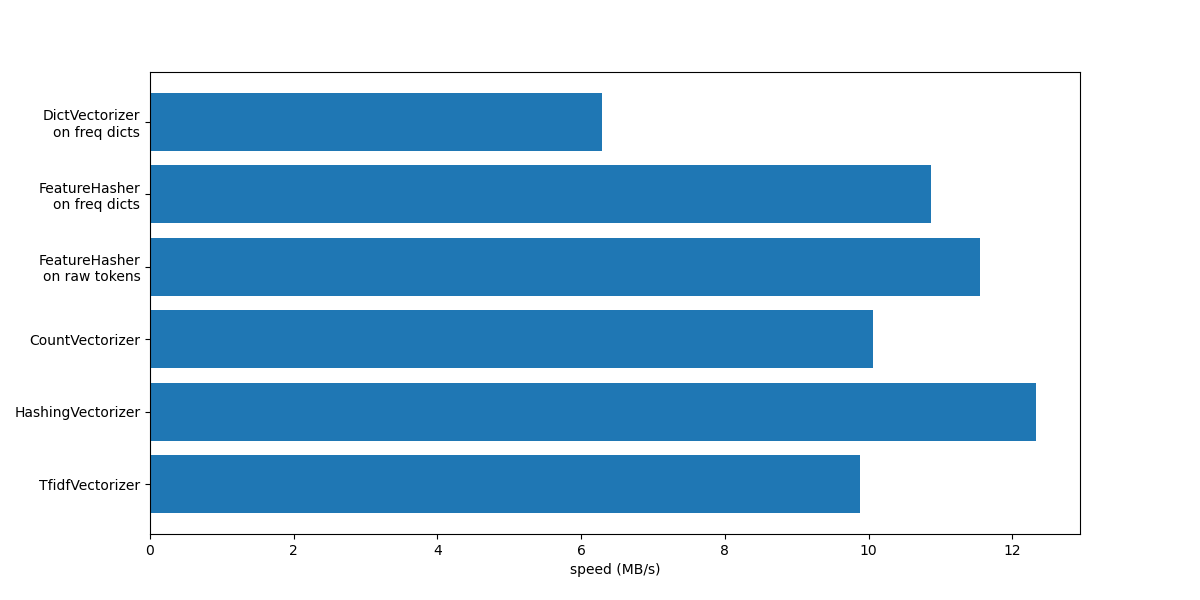 DictVectorizer
on freq dicts
FeatureHasher
on freq dicts
FeatureHasher
on raw tokens
CountVectorizer
HashingVectorizer
TfidfVectorizer
0 2 4 6 8 10 12
speed (MB/s)